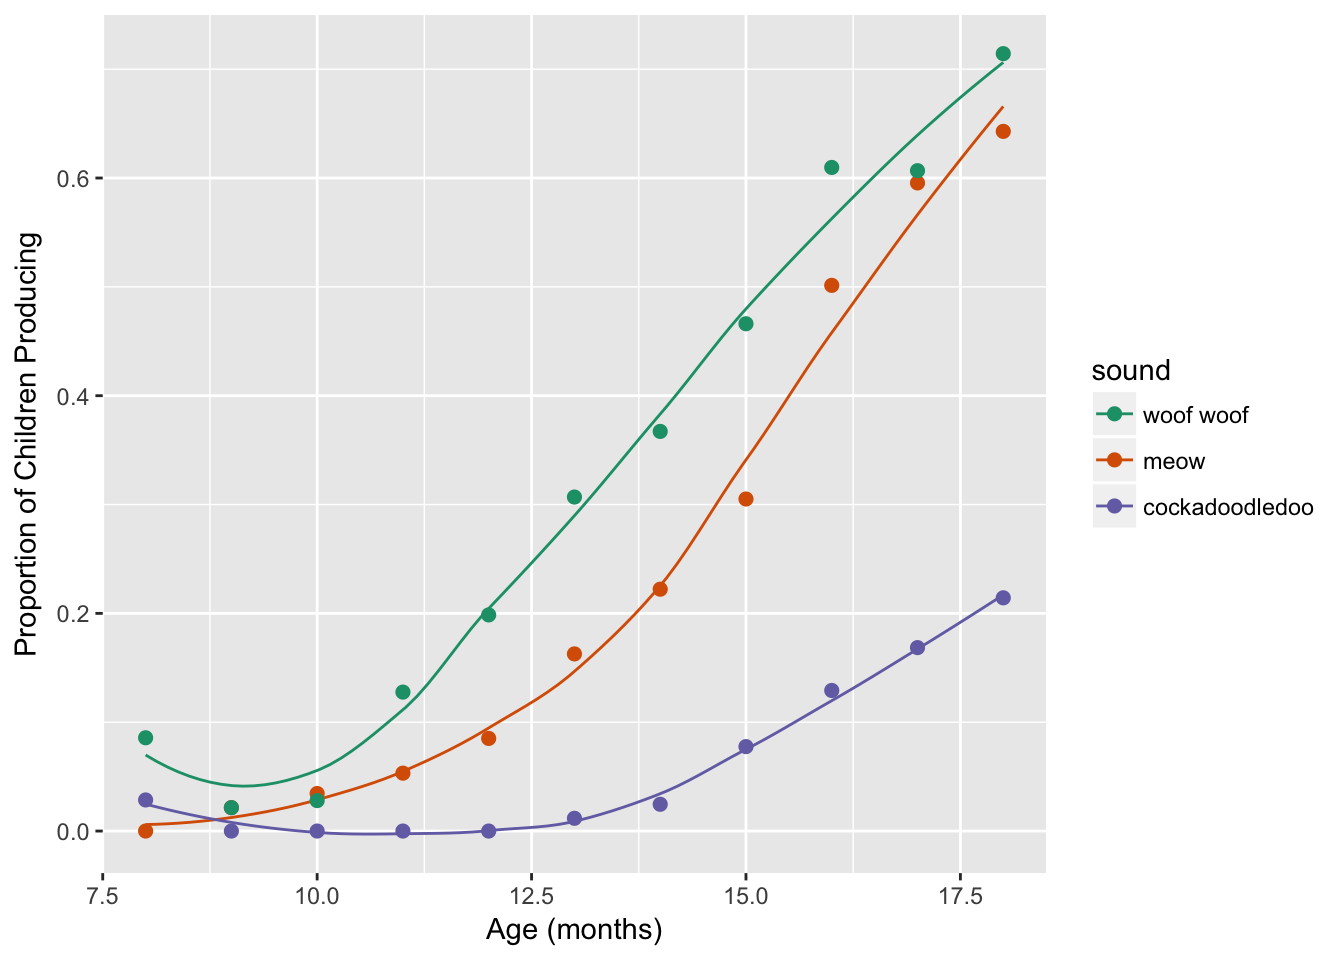 Proportion of Children Producing
0.6
0.4
0.2
0.0
7.5 10.0 12.5 15.0 17.5
Age (months)
sound
woof woof
meow
cockadoodledoo